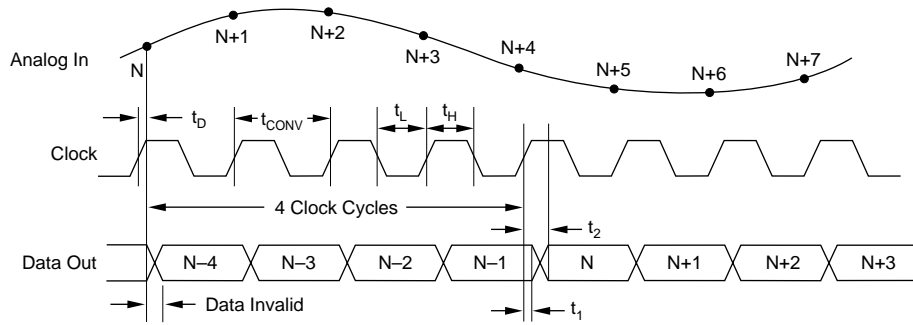 Analog In
N
N+1
N+2
N+3
N+4
N+5
N+6
N+7
t_D
t_CONV
t_L
t_H
Clock
4 Clock Cycles
t_2
Data Out
N–4
N–3
N–2
N–1
N
N+1
N+2
N+3
Data Invalid
t_1